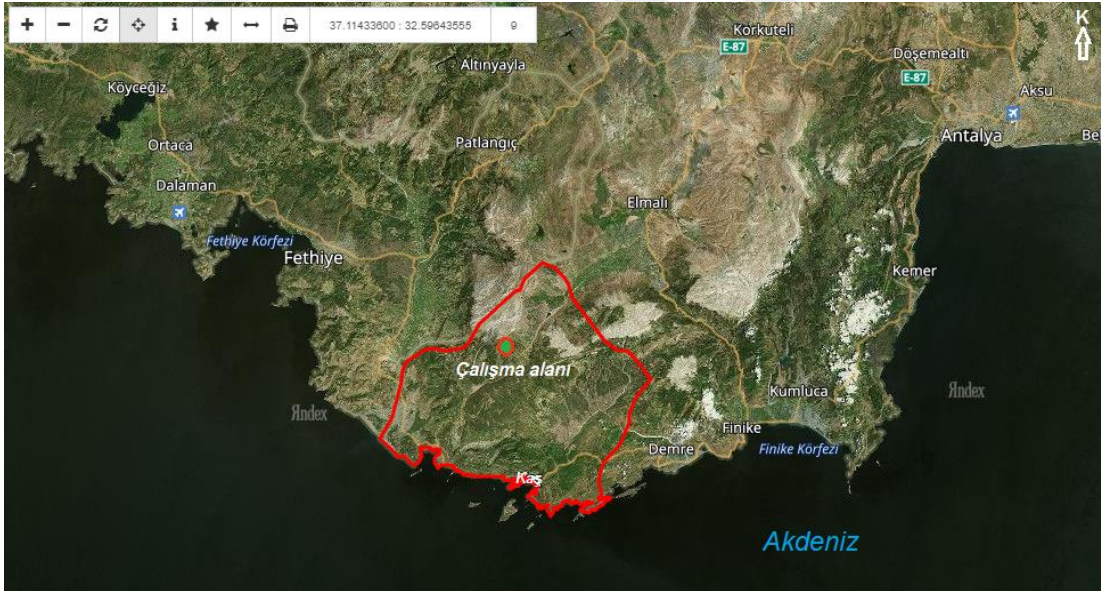 37.11433600 : 32.59643555
9
K
Korkuteli
E-87
Altınyayla
Döşemealtı
E-87
Köyceğiz
Aksu
Ortaca
Patlangıç
Antalya
Be
Dalaman
Elmalı
Fethiye Körfezi
Fethiye
Kemer
Çalışma alanı
Яndex
Яndex
Kumluca
Finike
Demre
Finike Körfezi
Kaş
Akdeniz